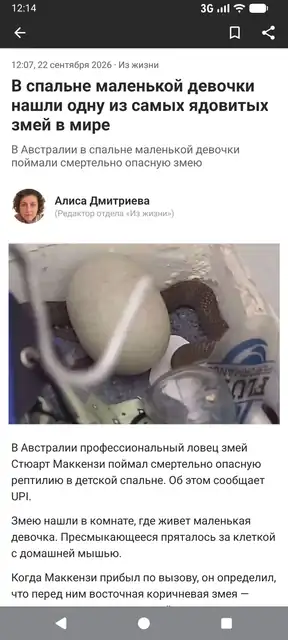 12:14
3G
12:07, 22 сентября 2026 · Из жизни
В спальне маленькой девочки
нашли одну из самых ядовитых
змей в мире
В Австралии в спальне маленькой девочки
поймали смертельно опасную змею
Алиса Дмитриева
(Редактор отдела «Из жизни»)
FLU
В Австралии профессиональный ловец змей
Стюарт Маккензи поймал смертельно опасную
рептилию в детской спальне. Об этом сообщает
UPI.
Змею нашли в комнате, где живет маленькая
девочка. Пресмыкающееся пряталось за клеткой
с домашней мышью.
Когда Маккензи прибыл по вызову, он определил,
что перед ним восточная коричневая змея —